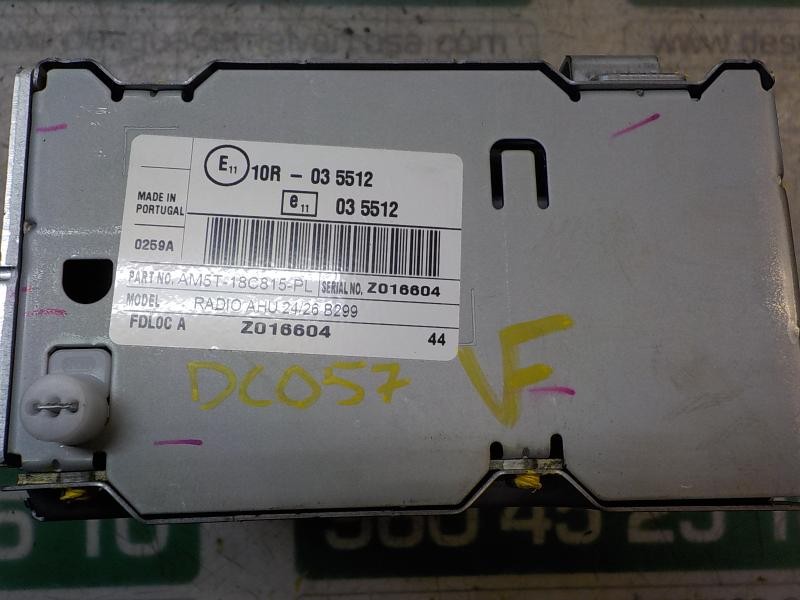 E11 10R - 03 5512
e11 03 5512
MADE IN
PORTUGAL
0259A
PART NO. AM5T-18C815-PL SERIAL NO. Z016604
MODEL RADIO AHU 24/26 B299
FDLOC A Z016604 44
DC057 VF